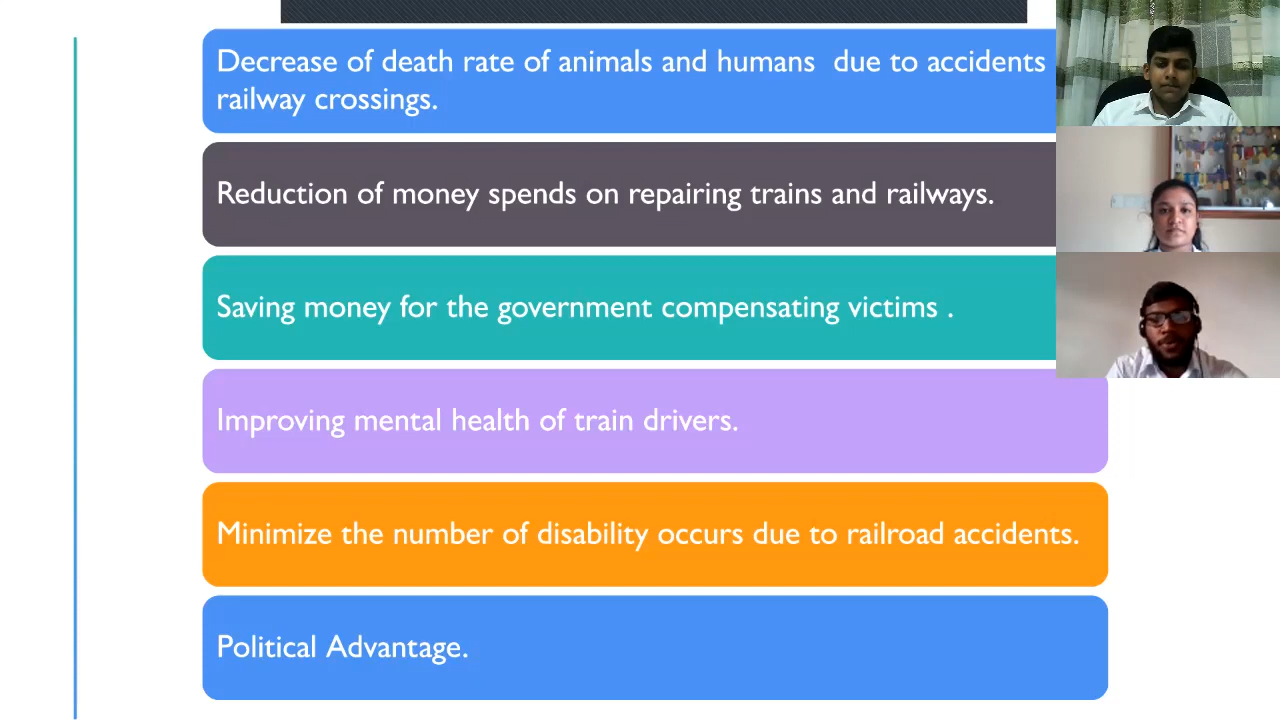 Decrease of death rate of animals and humans  due to accidents
railway crossings.
Reduction of money spends on repairing trains and railways.
Saving money for the government compensating victims .
Improving mental health of train drivers.
Minimize the number of disability occurs due to railroad accidents.
Political Advantage.